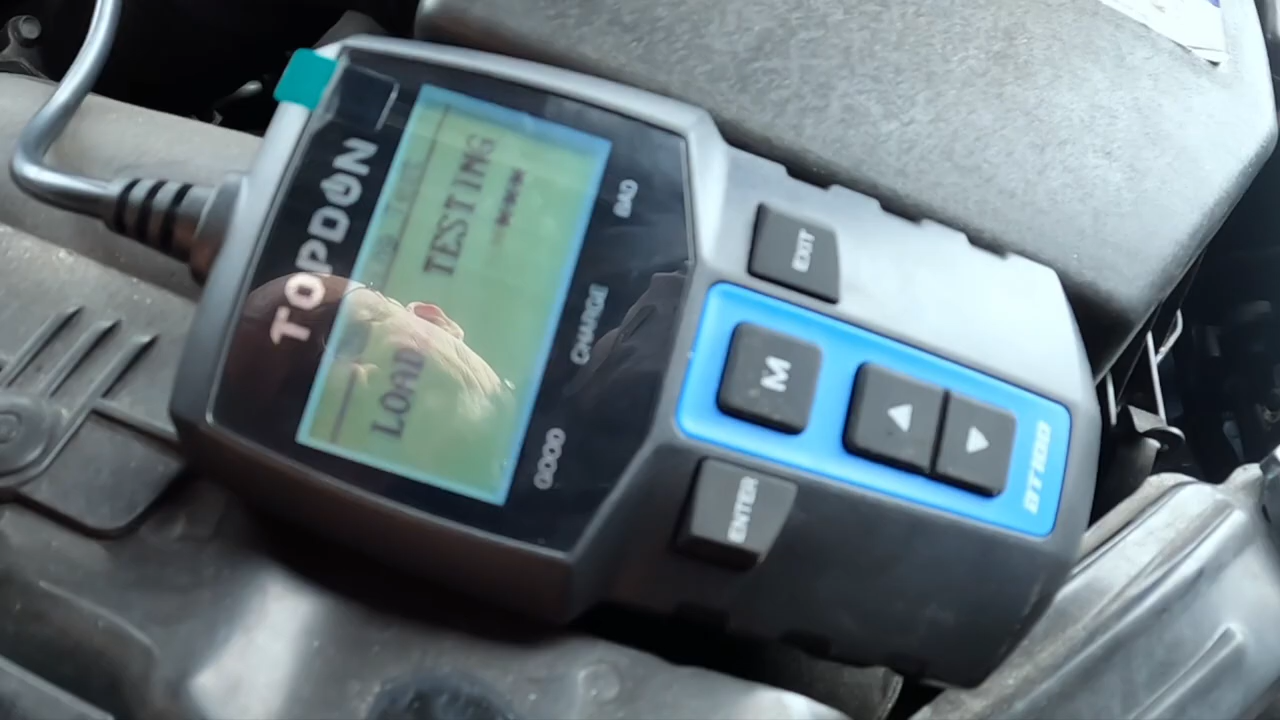 TOPDON
LOAD TESTING
****
GOOD
CHARGE
BAD
EXIT
M
ENTER
BT100